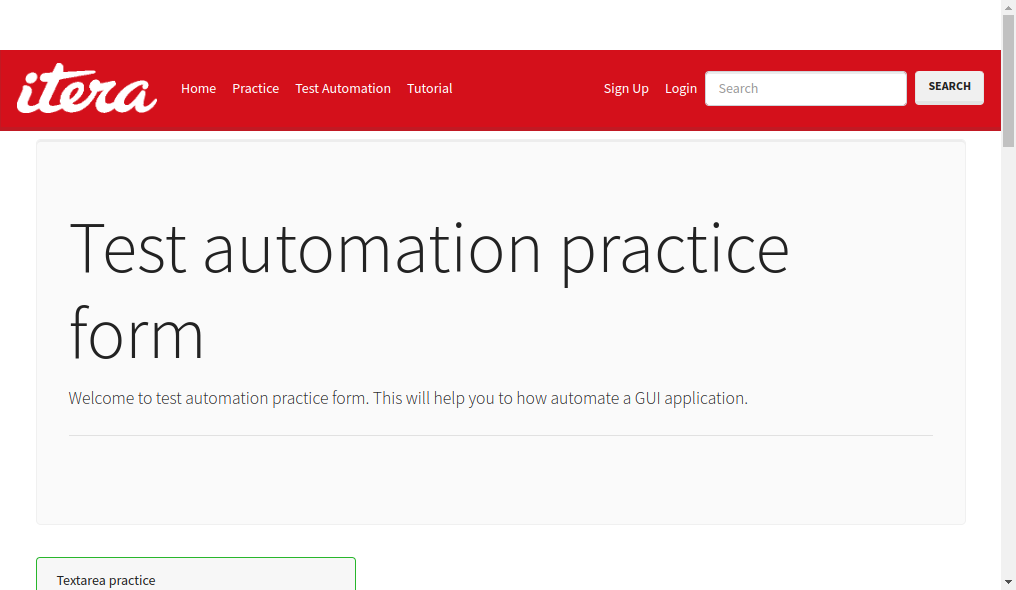 itera
Home Practice Test Automation Tutorial Sign Up Login Search SEARCH
Test automation practice
form
Welcome to test automation practice form. This will help you to how automate a GUI application.
Textarea practice